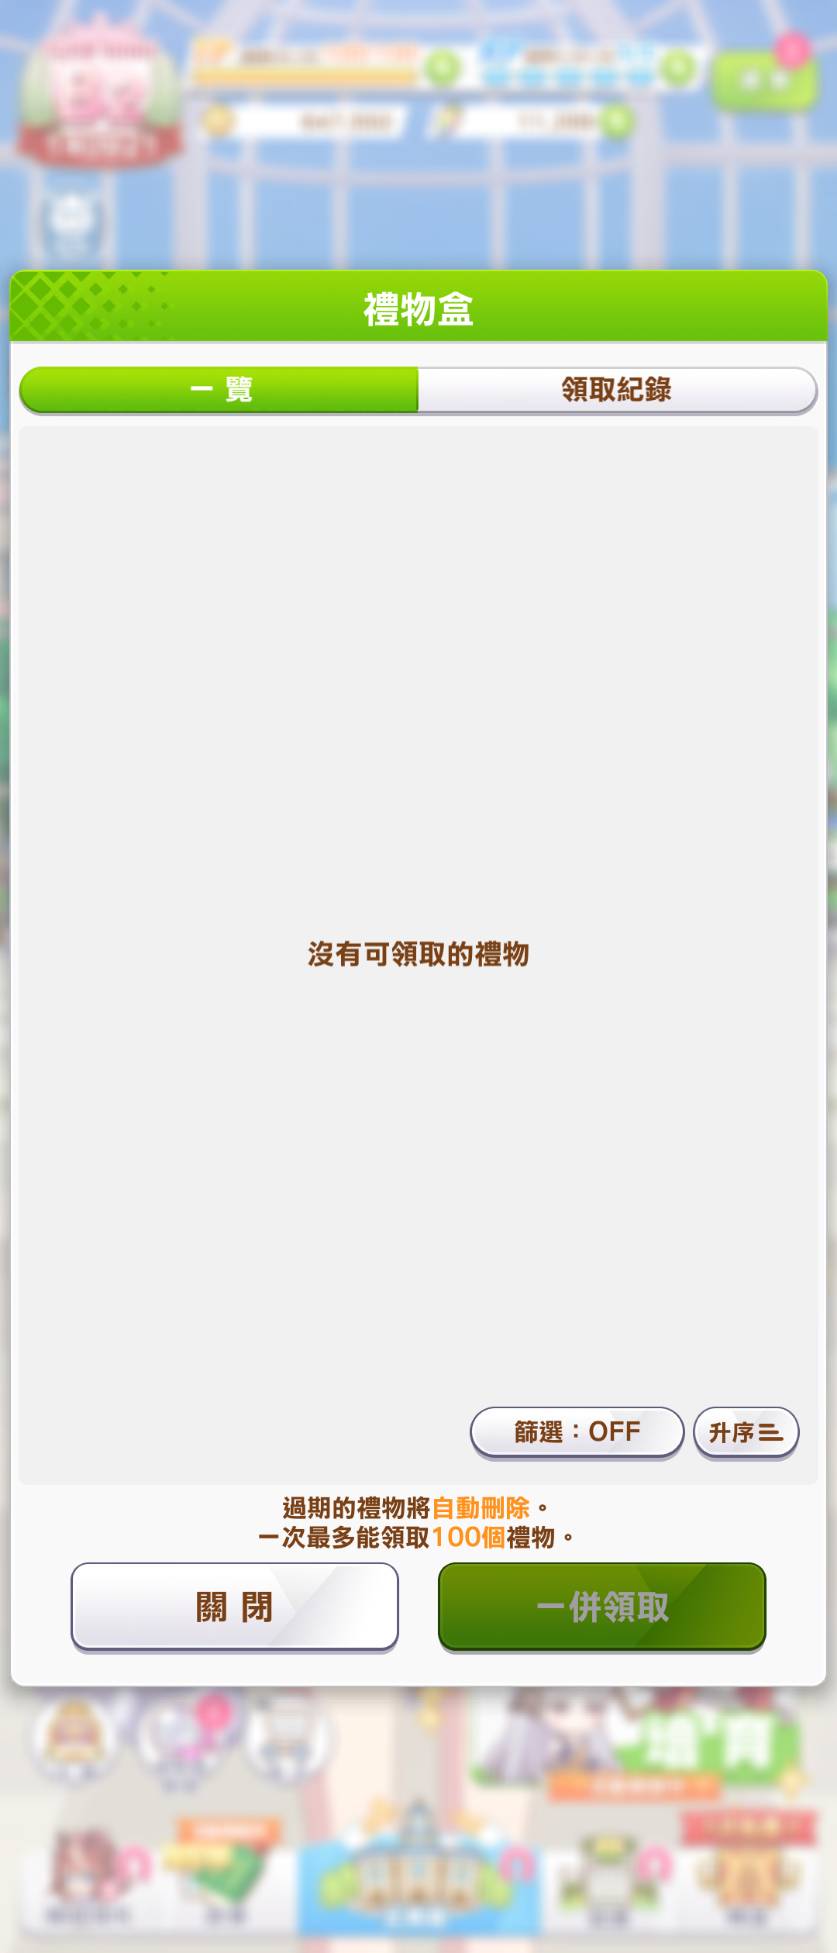 禮物盒
一 覽
領取紀錄
沒有可領取的禮物
篩選：OFF
升序
過期的禮物將自動刪除。
一次最多能領取100個禮物。
關 閉
一併領取
培育